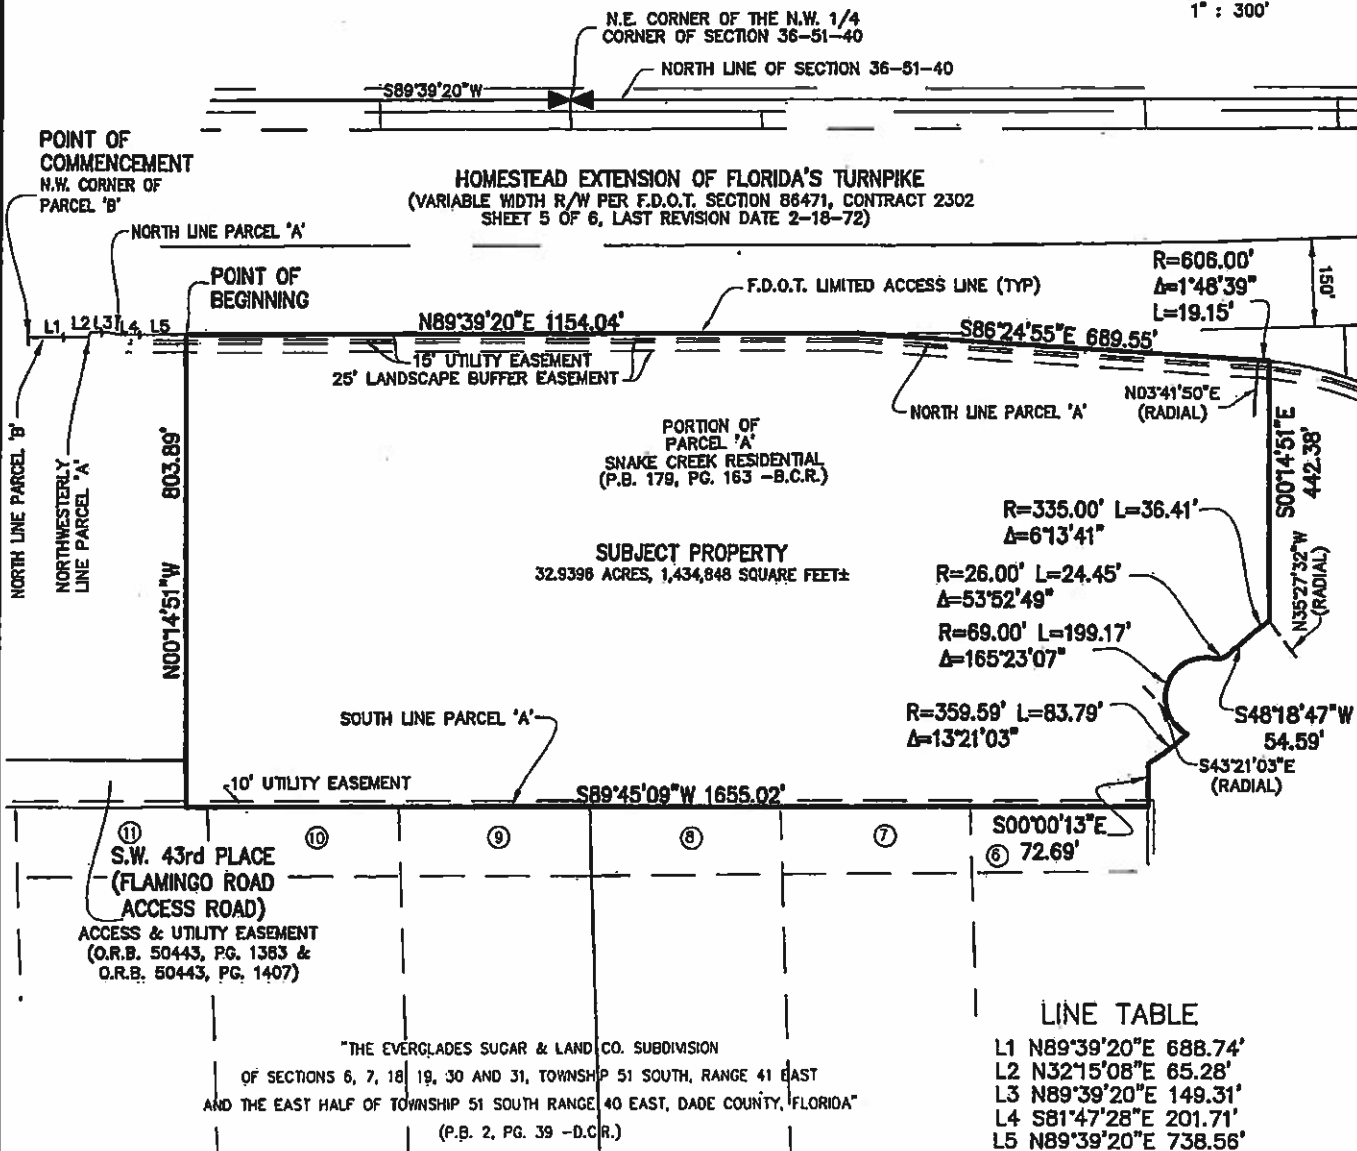 1" : 300'
N.E. CORNER OF THE N.W. 1/4
CORNER OF SECTION 36-51-40
NORTH LINE OF SECTION 36-51-40
S89°39'20"W
POINT OF
COMMENCEMENT
N.W. CORNER OF
PARCEL 'B'
HOMESTEAD EXTENSION OF FLORIDA'S TURNPIKE
(VARIABLE WIDTH R/W PER F.D.O.T. SECTION 86471, CONTRACT 2302
SHEET 5 OF 6, LAST REVISION DATE 2-18-72)
NORTH LINE PARCEL 'A'
POINT OF
BEGINNING
F.D.O.T. LIMITED ACCESS LINE (TYP)
R=606.00'
Δ=1°48'39"
L=19.15'
150'
L1 L2 L3 L4 L5
N89°39'20"E 1154.04'
S86°24'55"E 689.55'
15' UTILITY EASEMENT
25' LANDSCAPE BUFFER EASEMENT
NORTH LINE PARCEL 'A'
N03°41'50"E
(RADIAL)
S00°14'51"E
442.38'
NORTH LINE PARCEL 'B'
NORTHWESTERLY
LINE PARCEL 'A'
N00°14'51"W 803.89'
PORTION OF
PARCEL 'A'
SNAKE CREEK RESIDENTIAL
(P.B. 179, PG. 163 -B.C.R.)
SUBJECT PROPERTY
32.9396 ACRES, 1,434,848 SQUARE FEET±
R=335.00' L=36.41'
Δ=6°13'41"
N35°27'32"W
(RADIAL)
R=26.00' L=24.45'
Δ=53°52'49"
R=69.00' L=199.17'
Δ=165°23'07"
R=359.59' L=83.79'
Δ=13°21'03"
S48°18'47"W
54.59'
S43°21'03"E
(RADIAL)
SOUTH LINE PARCEL 'A'
10' UTILITY EASEMENT
S89°45'09"W 1655.02'
S00°00'13"E
72.69'
11 10 9 8 7 6
S.W. 43rd PLACE
(FLAMINGO ROAD
ACCESS ROAD)
ACCESS & UTILITY EASEMENT
(O.R.B. 50443, PG. 1383 &
O.R.B. 50443, PG. 1407)
"THE EVERGLADES SUGAR & LAND CO. SUBDIVISION
OF SECTIONS 6, 7, 18, 19, 30 AND 31, TOWNSHIP 51 SOUTH, RANGE 41 EAST
AND THE EAST HALF OF TOWNSHIP 51 SOUTH RANGE 40 EAST, DADE COUNTY, FLORIDA"
(P.B. 2, PG. 39 -D.C.R.)
LINE TABLE
L1 N89°39'20"E 688.74'
L2 N32°15'08"E 65.28'
L3 N89°39'20"E 149.31'
L4 S81°47'28"E 201.71'
L5 N89°39'20"E 738.56'